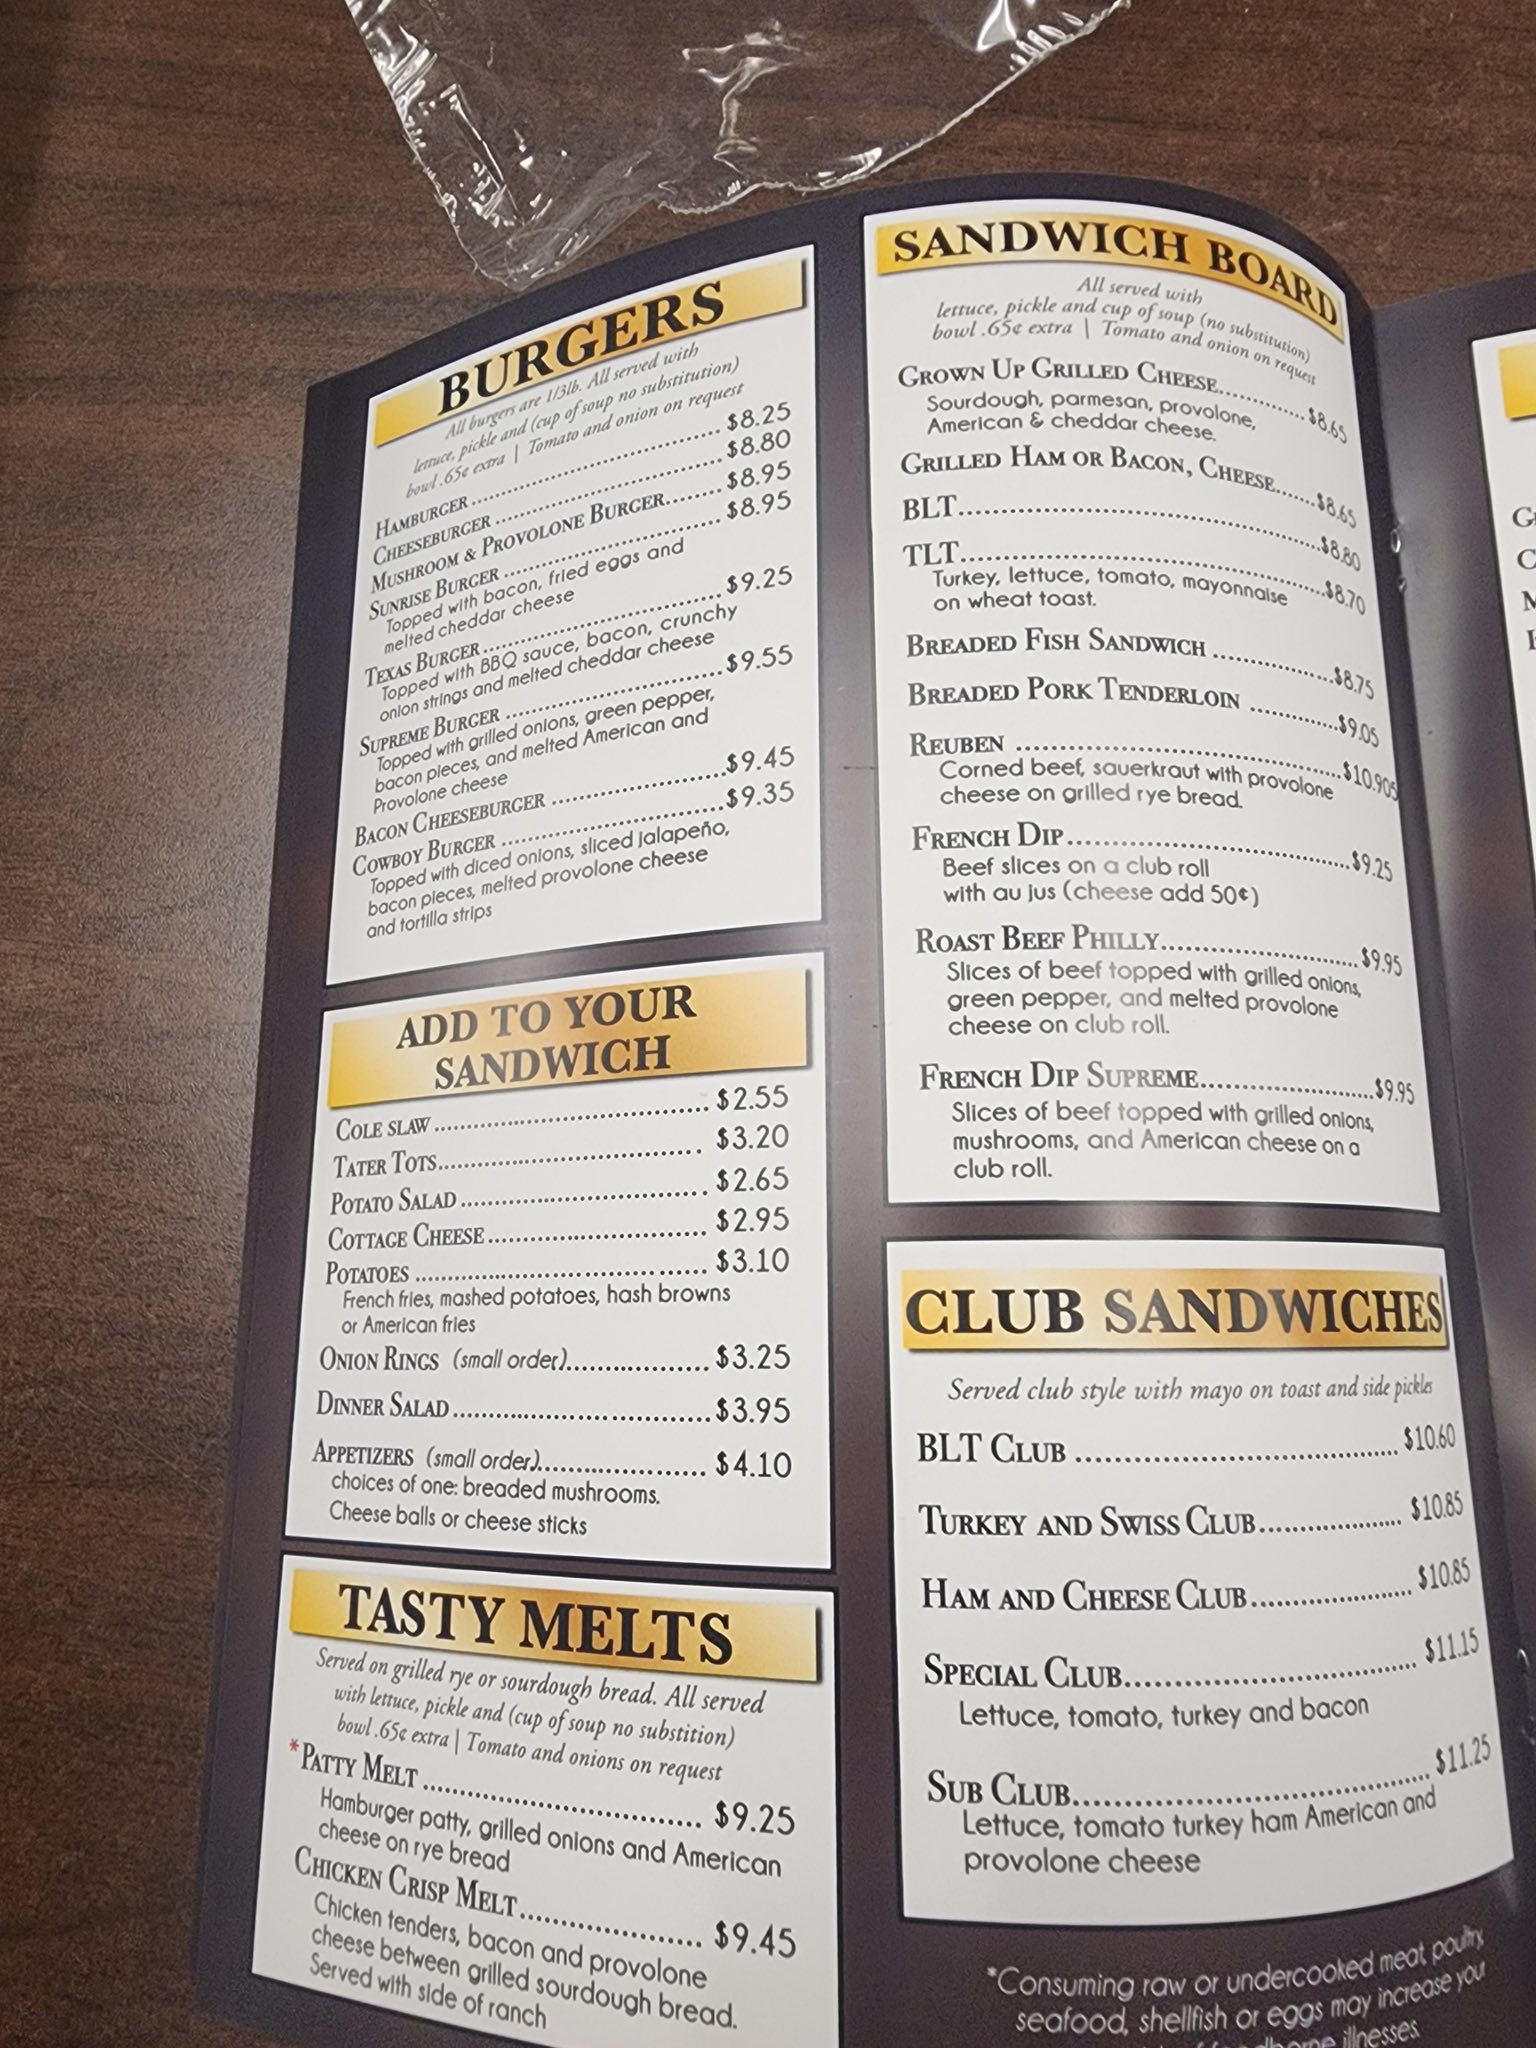 BURGERS
All burgers are 1/3lb. All served with
lettuce, pickle and (cup of soup no substitution)
bowl .65¢ extra | Tomato and onion on request
HAMBURGER $8.25
CHEESEBURGER $8.80
MUSHROOM & PROVOLONE BURGER $8.95
SUNRISE BURGER $8.95
Topped with bacon, fried eggs and
melted cheddar cheese
TEXAS BURGER $9.25
Topped with BBQ sauce, bacon, crunchy
onion strings and melted cheddar cheese
SUPREME BURGER $9.55
Topped with grilled onions, green pepper,
bacon pieces, and melted American and
Provolone cheese
BACON CHEESEBURGER $9.45
COWBOY BURGER $9.35
Topped with diced onions, sliced jalapeño,
bacon pieces, melted provolone cheese
and tortilla strips
ADD TO YOUR
SANDWICH
COLE SLAW $2.55
TATER TOTS $3.20
POTATO SALAD $2.65
COTTAGE CHEESE $2.95
POTATOES $3.10
French fries, mashed potatoes, hash browns
or American fries
ONION RINGS (small order) $3.25
DINNER SALAD $3.95
APPETIZERS (small order) $4.10
choices of one: breaded mushrooms.
Cheese balls or cheese sticks
TASTY MELTS
Served on grilled rye or sourdough bread. All served
with lettuce, pickle and (cup of soup no substition)
bowl .65¢ extra | Tomato and onions on request
*PATTY MELT $9.25
Hamburger patty, grilled onions and American
cheese on rye bread
CHICKEN CRISP MELT $9.45
Chicken tenders, bacon and provolone
cheese between grilled sourdough bread.
Served with side of ranch
SANDWICH BOARD
All served with
lettuce, pickle and cup of soup (no substitution)
bowl .65¢ extra | Tomato and onion on request
GROWN UP GRILLED CHEESE $8.65
Sourdough, parmesan, provolone,
American & cheddar cheese.
GRILLED HAM OR BACON, CHEESE $8.65
BLT $8.80
TLT $8.70
Turkey, lettuce, tomato, mayonnaise
on wheat toast.
BREADED FISH SANDWICH $8.75
BREADED PORK TENDERLOIN $9.05
REUBEN $10.905
Corned beef, sauerkraut with provolone
cheese on grilled rye bread.
FRENCH DIP $9.25
Beef slices on a club roll
with au jus (cheese add 50¢)
ROAST BEEF PHILLY $9.95
Slices of beef topped with grilled onions,
green pepper, and melted provolone
cheese on club roll.
FRENCH DIP SUPREME $9.95
Slices of beef topped with grilled onions,
mushrooms, and American cheese on a
club roll.
CLUB SANDWICHES
Served club style with mayo on toast and side pickles
BLT CLUB $10.60
TURKEY AND SWISS CLUB $10.85
HAM AND CHEESE CLUB $10.85
SPECIAL CLUB $11.15
Lettuce, tomato, turkey and bacon
SUB CLUB $11.25
Lettuce, tomato turkey ham American and
provolone cheese
*Consuming raw or undercooked meat poultry,
seafood, shellfish or eggs may increase your
illnesses.